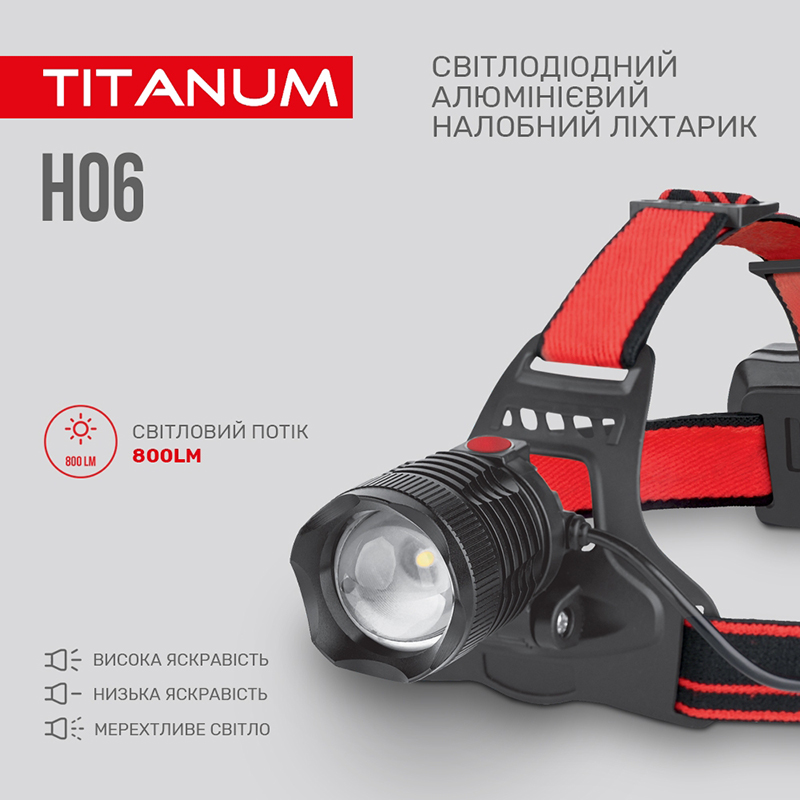 TITANUM
СВІТЛОДІОДНИЙ
АЛЮМІНІЄВИЙ
НАЛОБНИЙ ЛІХТАРИК
H06
800 LM
СВІТЛОВИЙ ПОТІК
800LM
ВИСОКА ЯСКРАВІСТЬ
НИЗЬКА ЯСКРАВІСТЬ
МЕРЕХТЛИВЕ СВІТЛО